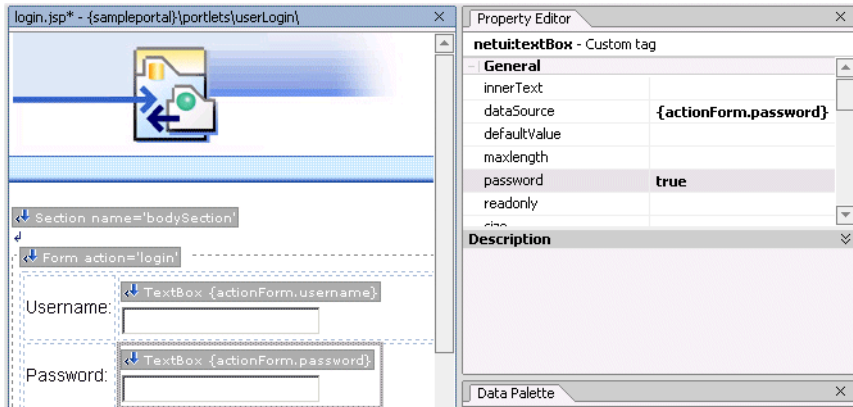 login.jsp* - {sampleportal}\portlets\userLogin\
Section name='bodySection'
Form action='login'
Username:
TextBox {actionForm.username}
Password:
TextBox {actionForm.password}
Property Editor
netui:textBox - Custom tag
General
innerText
dataSource {actionForm.password}
defaultValue
maxlength
password true
readonly
size
Description
Data Palette